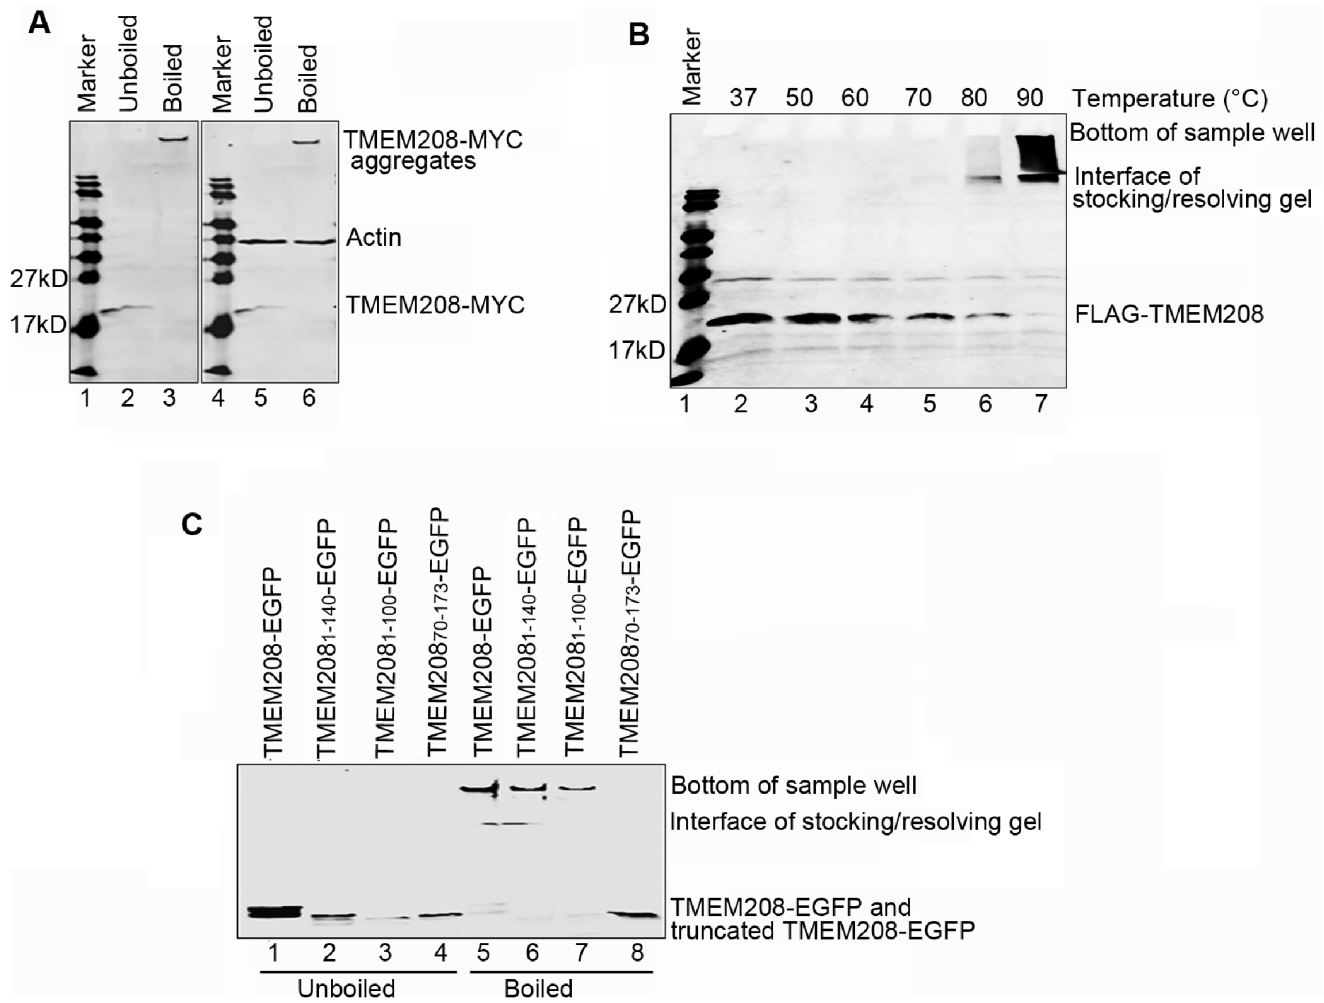 A
Marker
Unboiled
Boiled
Marker
Unboiled
Boiled
TMEM208-MYC
aggregates
Actin
27kD
TMEM208-MYC
17kD
1 2 3 4 5 6
B
Marker
37 50 60 70 80 90 Temperature (°C)
Bottom of sample well
Interface of
stocking/resolving gel
27kD
FLAG-TMEM208
17kD
1 2 3 4 5 6 7
C
TMEM208-EGFP
TMEM2081-140-EGFP
TMEM2081-100-EGFP
TMEM20870-173-EGFP
TMEM208-EGFP
TMEM2081-140-EGFP
TMEM2081-100-EGFP
TMEM20870-173-EGFP
Bottom of sample well
Interface of stocking/resolving gel
TMEM208-EGFP and
truncated TMEM208-EGFP
1 2 3 4 5 6 7 8
Unboiled Boiled